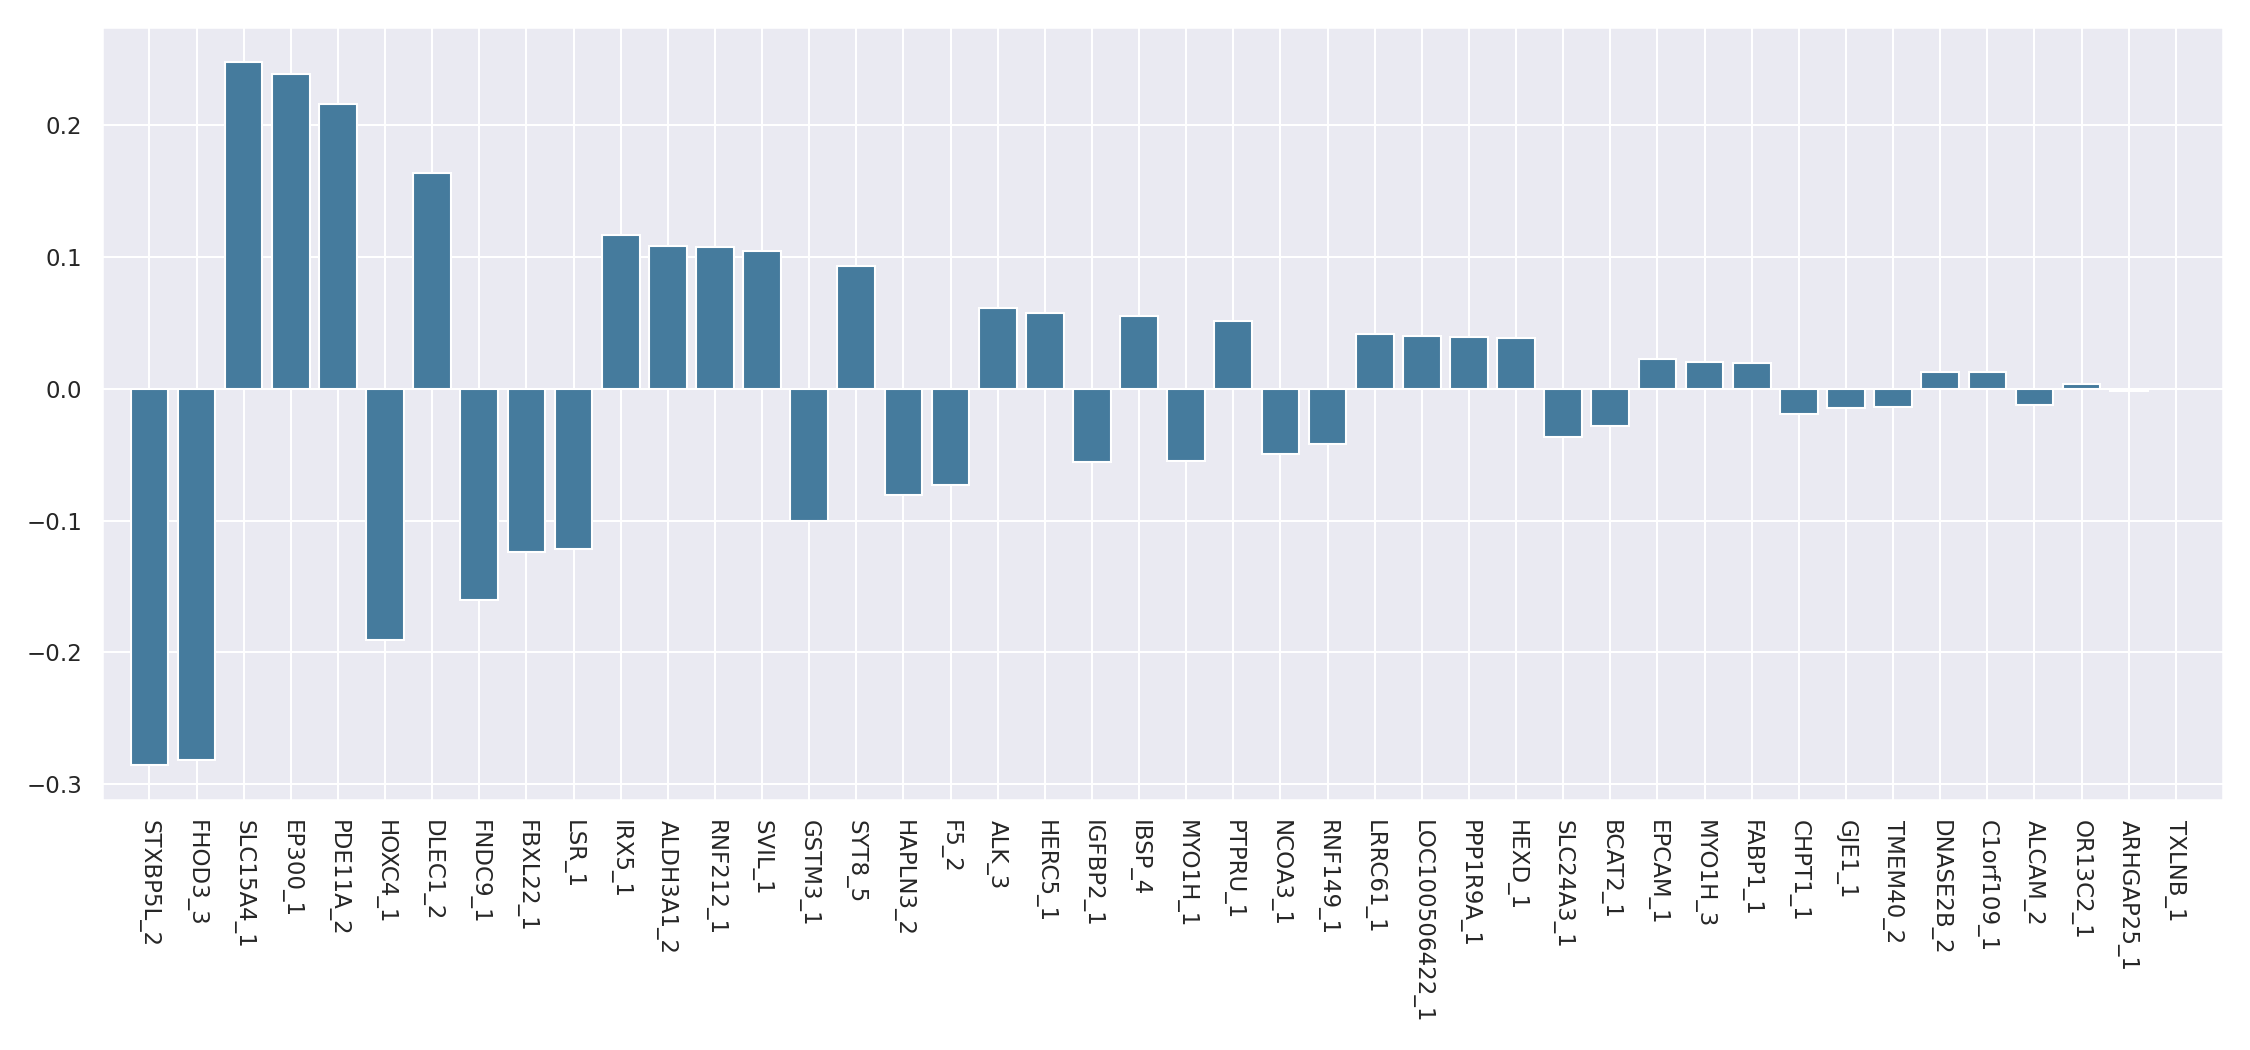 0.2
0.1
0.0
−0.1
−0.2
−0.3
STXBP5L_2
FHOD3_3
SLC15A4_1
EP300_1
PDE11A_2
HOXC4_1
DLEC1_2
FNDC9_1
FBXL22_1
LSR_1
IRX5_1
ALDH3A1_2
RNF212_1
SVIL_1
GSTM3_1
SYT8_5
HAPLN3_2
F5_2
ALK_3
HERC5_1
IGFBP2_1
IBSP_4
MYO1H_1
PTPRU_1
NCOA3_1
RNF149_1
LRRC61_1
LOC100506422_1
PPP1R9A_1
HEXD_1
SLC24A3_1
BCAT2_1
EPCAM_1
MYO1H_3
FABP1_1
CHPT1_1
GJE1_1
TMEM40_2
DNASE2B_2
C1orf109_1
ALCAM_2
OR13C2_1
ARHGAP25_1
TXLNB_1